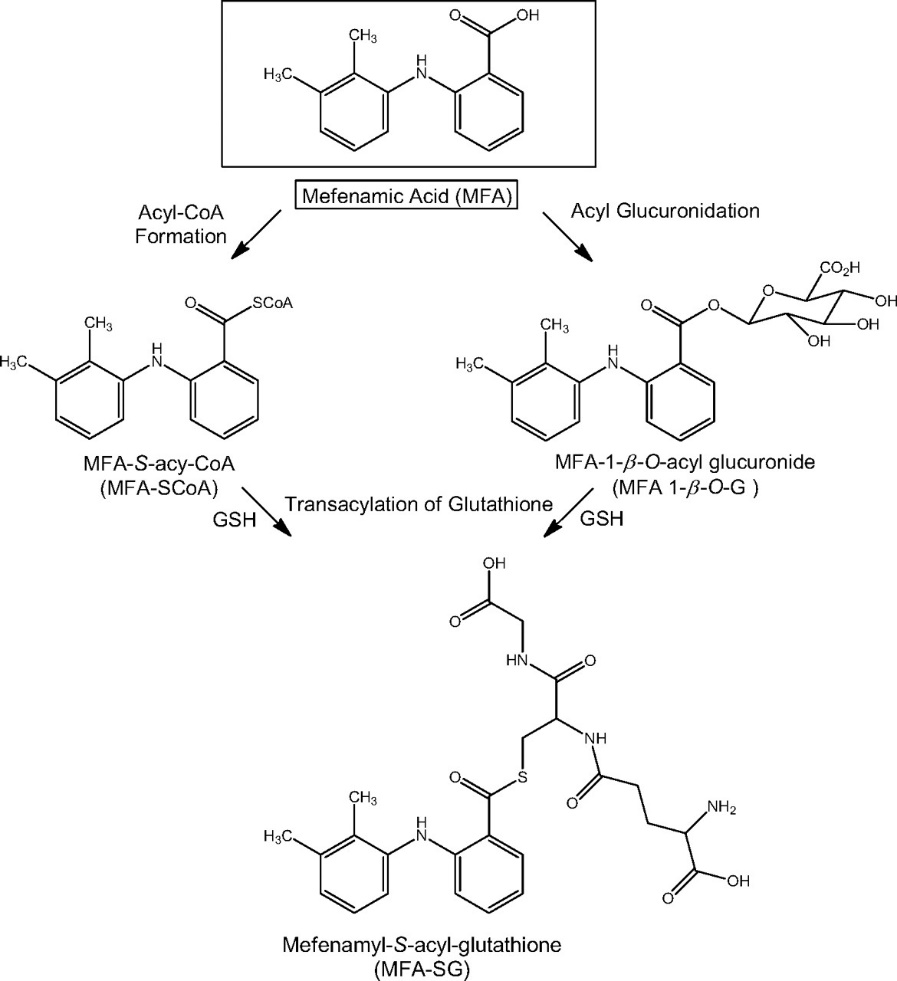 O OH
CH₃
H₃C
H
N
Mefenamic Acid (MFA)
Acyl-CoA
Formation
Acyl Glucuronidation
O SCoA
CH₃
H₃C
H
N
CO₂H
O
OH
O
O
OH
OH
CH₃
H₃C
H
N
MFA-S-acy-CoA
(MFA-SCoA)
MFA-1-β-O-acyl glucuronide
(MFA 1-β-O-G )
Transacylation of Glutathione
GSH
GSH
OH
O
HN
O
NH
O
S
O
NH₂
O
OH
CH₃
H₃C
H
N
Mefenamyl-S-acyl-glutathione
(MFA-SG)